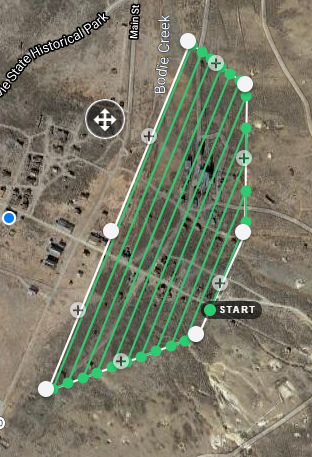 ie State Historical Park
Main St
Bodie Creek
START